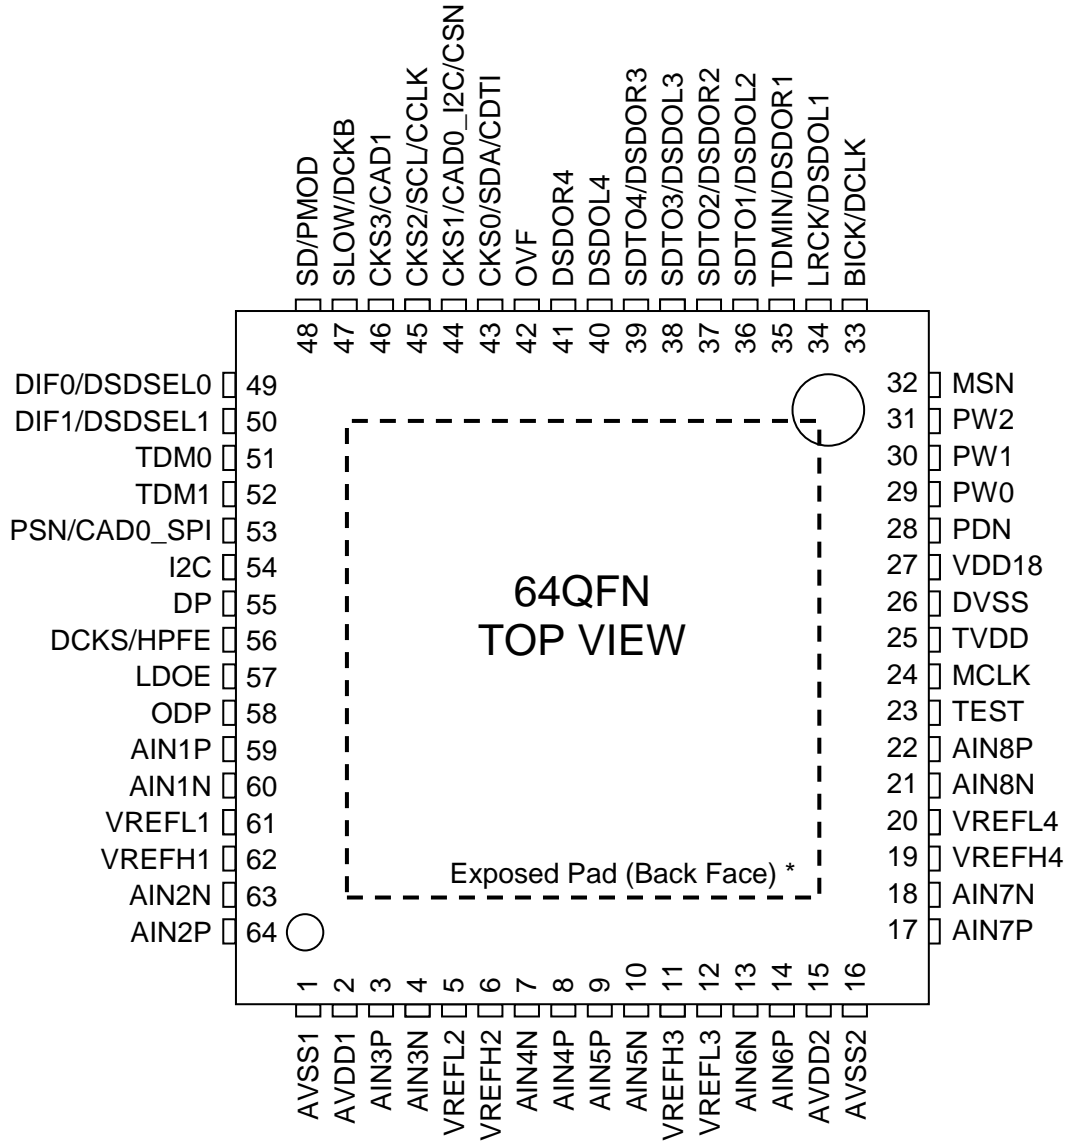 SD/PMOD
SLOW/DCKB
CKS3/CAD1
CKS2/SCL/CCLK
CKS1/CAD0_I2C/CSN
CKS0/SDA/CDTI
OVF
DSDOR4
DSDOL4
SDTO4/DSDOR3
SDTO3/DSDOL3
SDTO2/DSDOR2
SDTO1/DSDOL2
TDMIN/DSDOR1
LRCK/DSDOL1
BICK/DCLK
48
47
46
45
44
43
42
41
40
39
38
37
36
35
34
33
DIF0/DSDSEL0 49
DIF1/DSDSEL1 50
TDM0 51
TDM1 52
PSN/CAD0_SPI 53
I2C 54
DP 55
DCKS/HPFE 56
LDOE 57
ODP 58
AIN1P 59
AIN1N 60
VREFL1 61
VREFH1 62
AIN2N 63
AIN2P 64
64QFN
TOP VIEW
Exposed Pad (Back Face) *
32 MSN
31 PW2
30 PW1
29 PW0
28 PDN
27 VDD18
26 DVSS
25 TVDD
24 MCLK
23 TEST
22 AIN8P
21 AIN8N
20 VREFL4
19 VREFH4
18 AIN7N
17 AIN7P
1
2
3
4
5
6
7
8
9
10
11
12
13
14
15
16
AVSS1
AVDD1
AIN3P
AIN3N
VREFL2
VREFH2
AIN4N
AIN4P
AIN5P
AIN5N
VREFH3
VREFL3
AIN6N
AIN6P
AVDD2
AVSS2